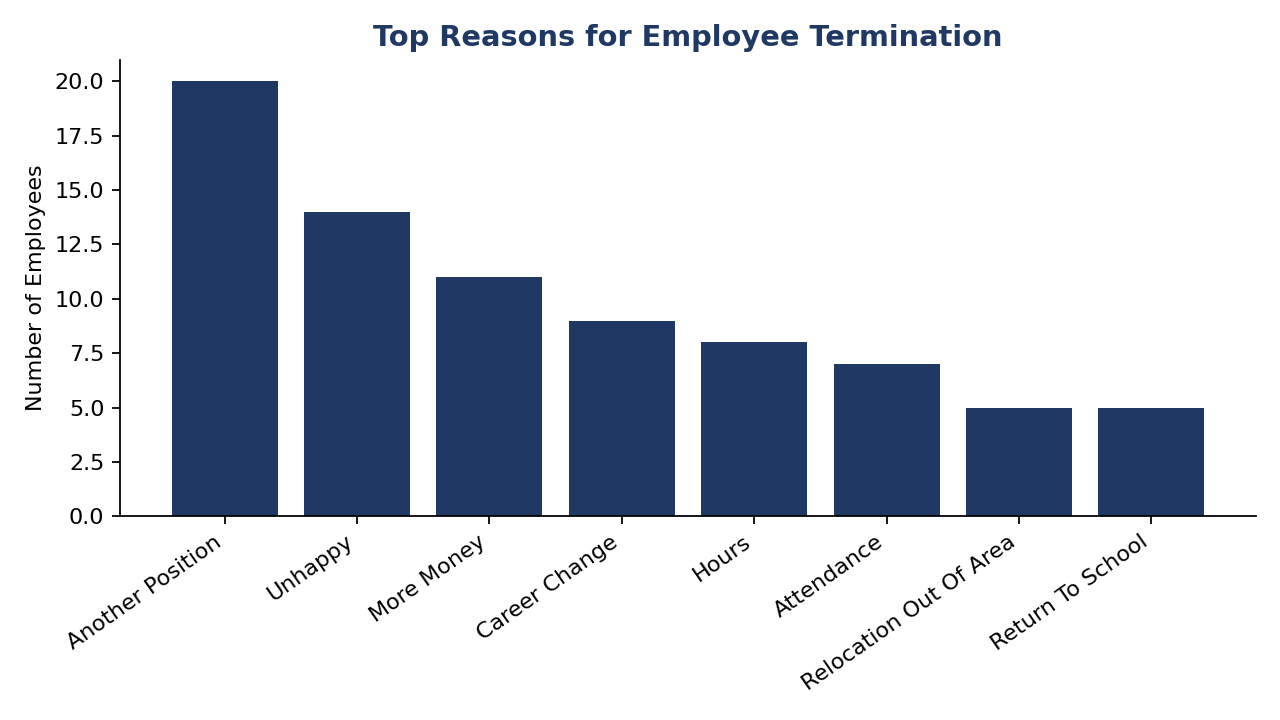 Top Reasons for Employee Termination
Number of Employees
20.0
17.5
15.0
12.5
10.0
7.5
5.0
2.5
0.0
Another Position
Unhappy
More Money
Career Change
Hours
Attendance
Relocation Out Of Area
Return To School